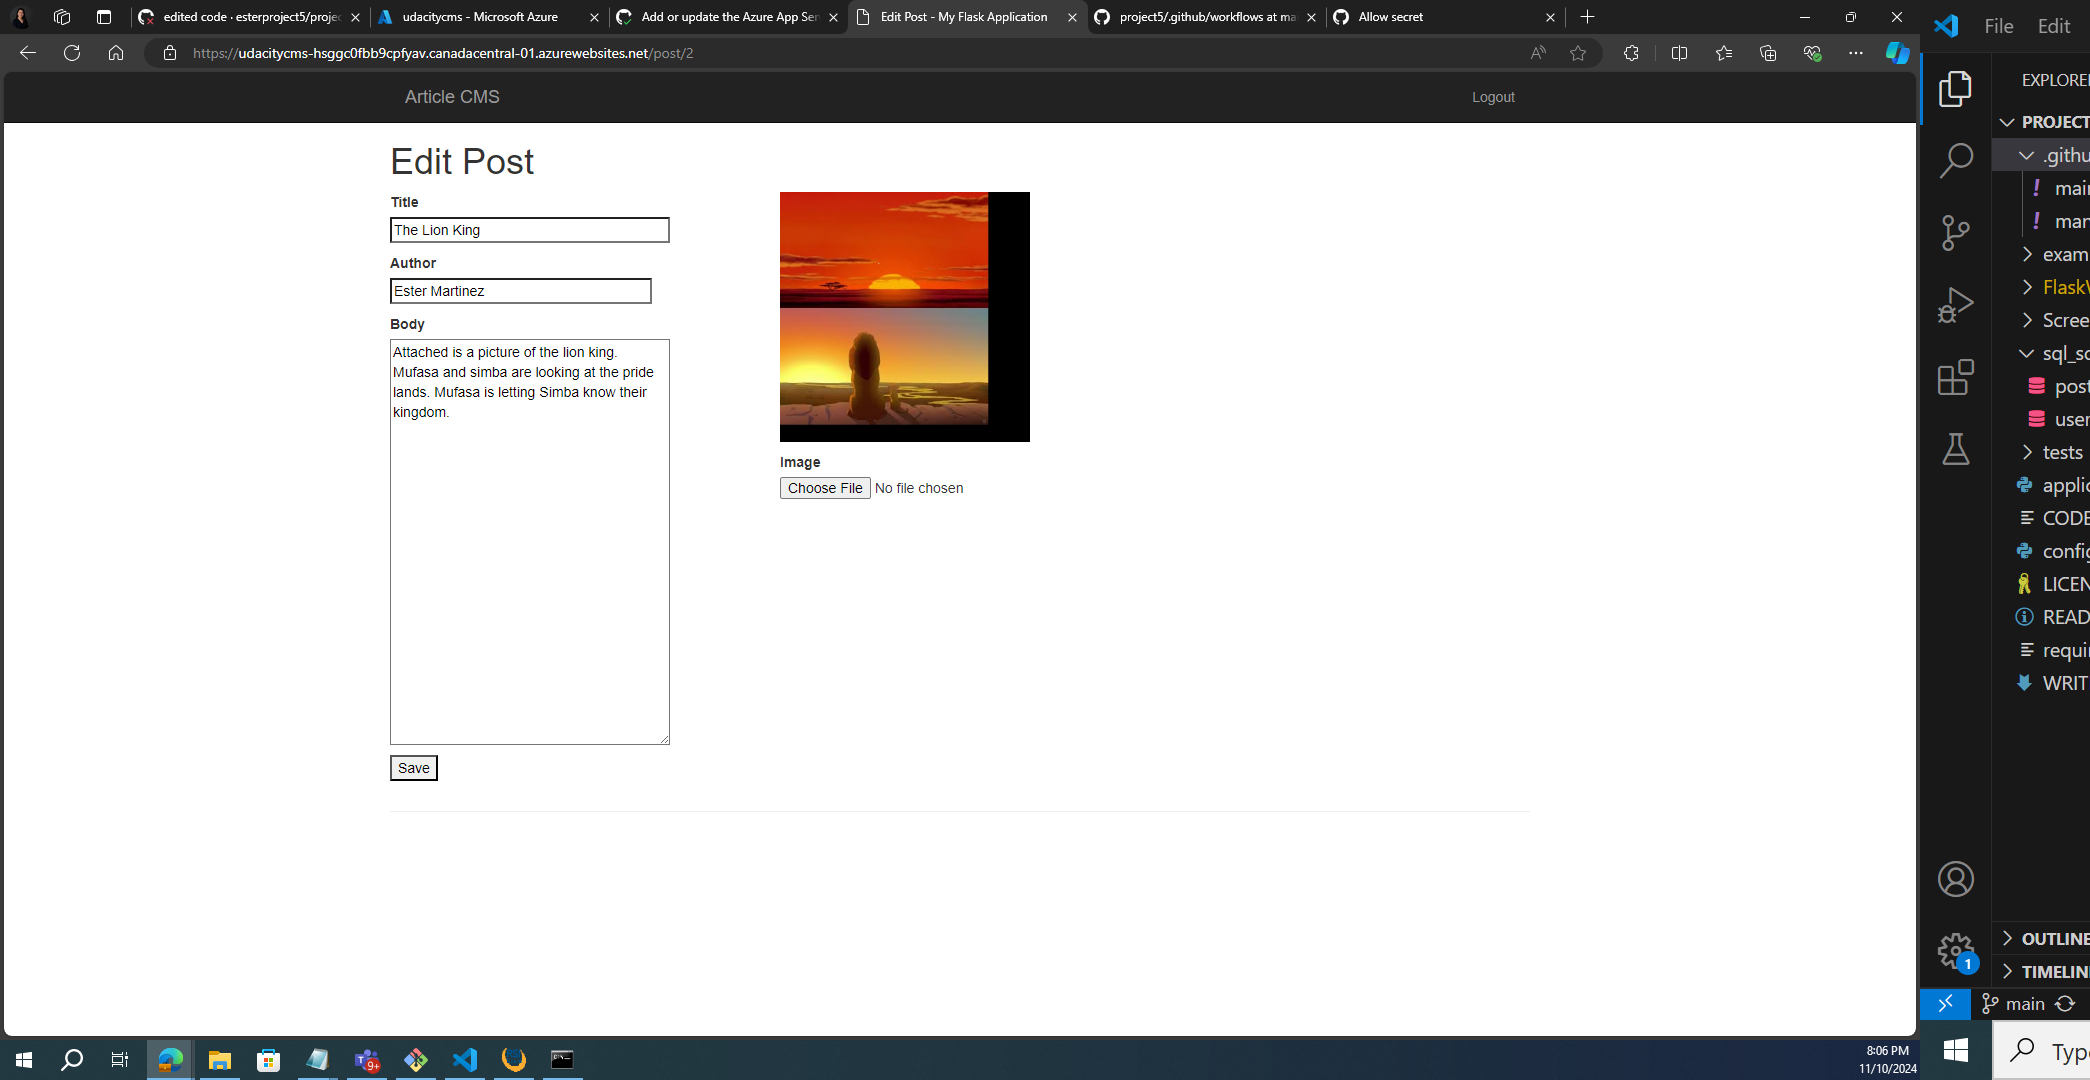 edited code · esterproject5/projec
udacitycms - Microsoft Azure
Add or update the Azure App Ser
Edit Post - My Flask Application
project5/.github/workflows at ma
Allow secret
File
Edit
https://udacitycms-hsggc0fbb9cpfyav.canadacentral-01.azurewebsites.net/post/2
Article CMS
Logout
Edit Post
Title
The Lion King
Author
Ester Martinez
Body
Attached is a picture of the lion king.
Mufasa and simba are looking at the pride
lands. Mufasa is letting Simba know their
kingdom.
Image
Choose File No file chosen
Save
EXPLORE
PROJECT
.githu
mai
man
exam
Flask
Scree
sql_sc
post
user
tests
applic
CODE
config
LICEN
READ
requi
WRIT
OUTLINE
TIMELIN
1
main
9+
8:06 PM
11/10/2024
Type